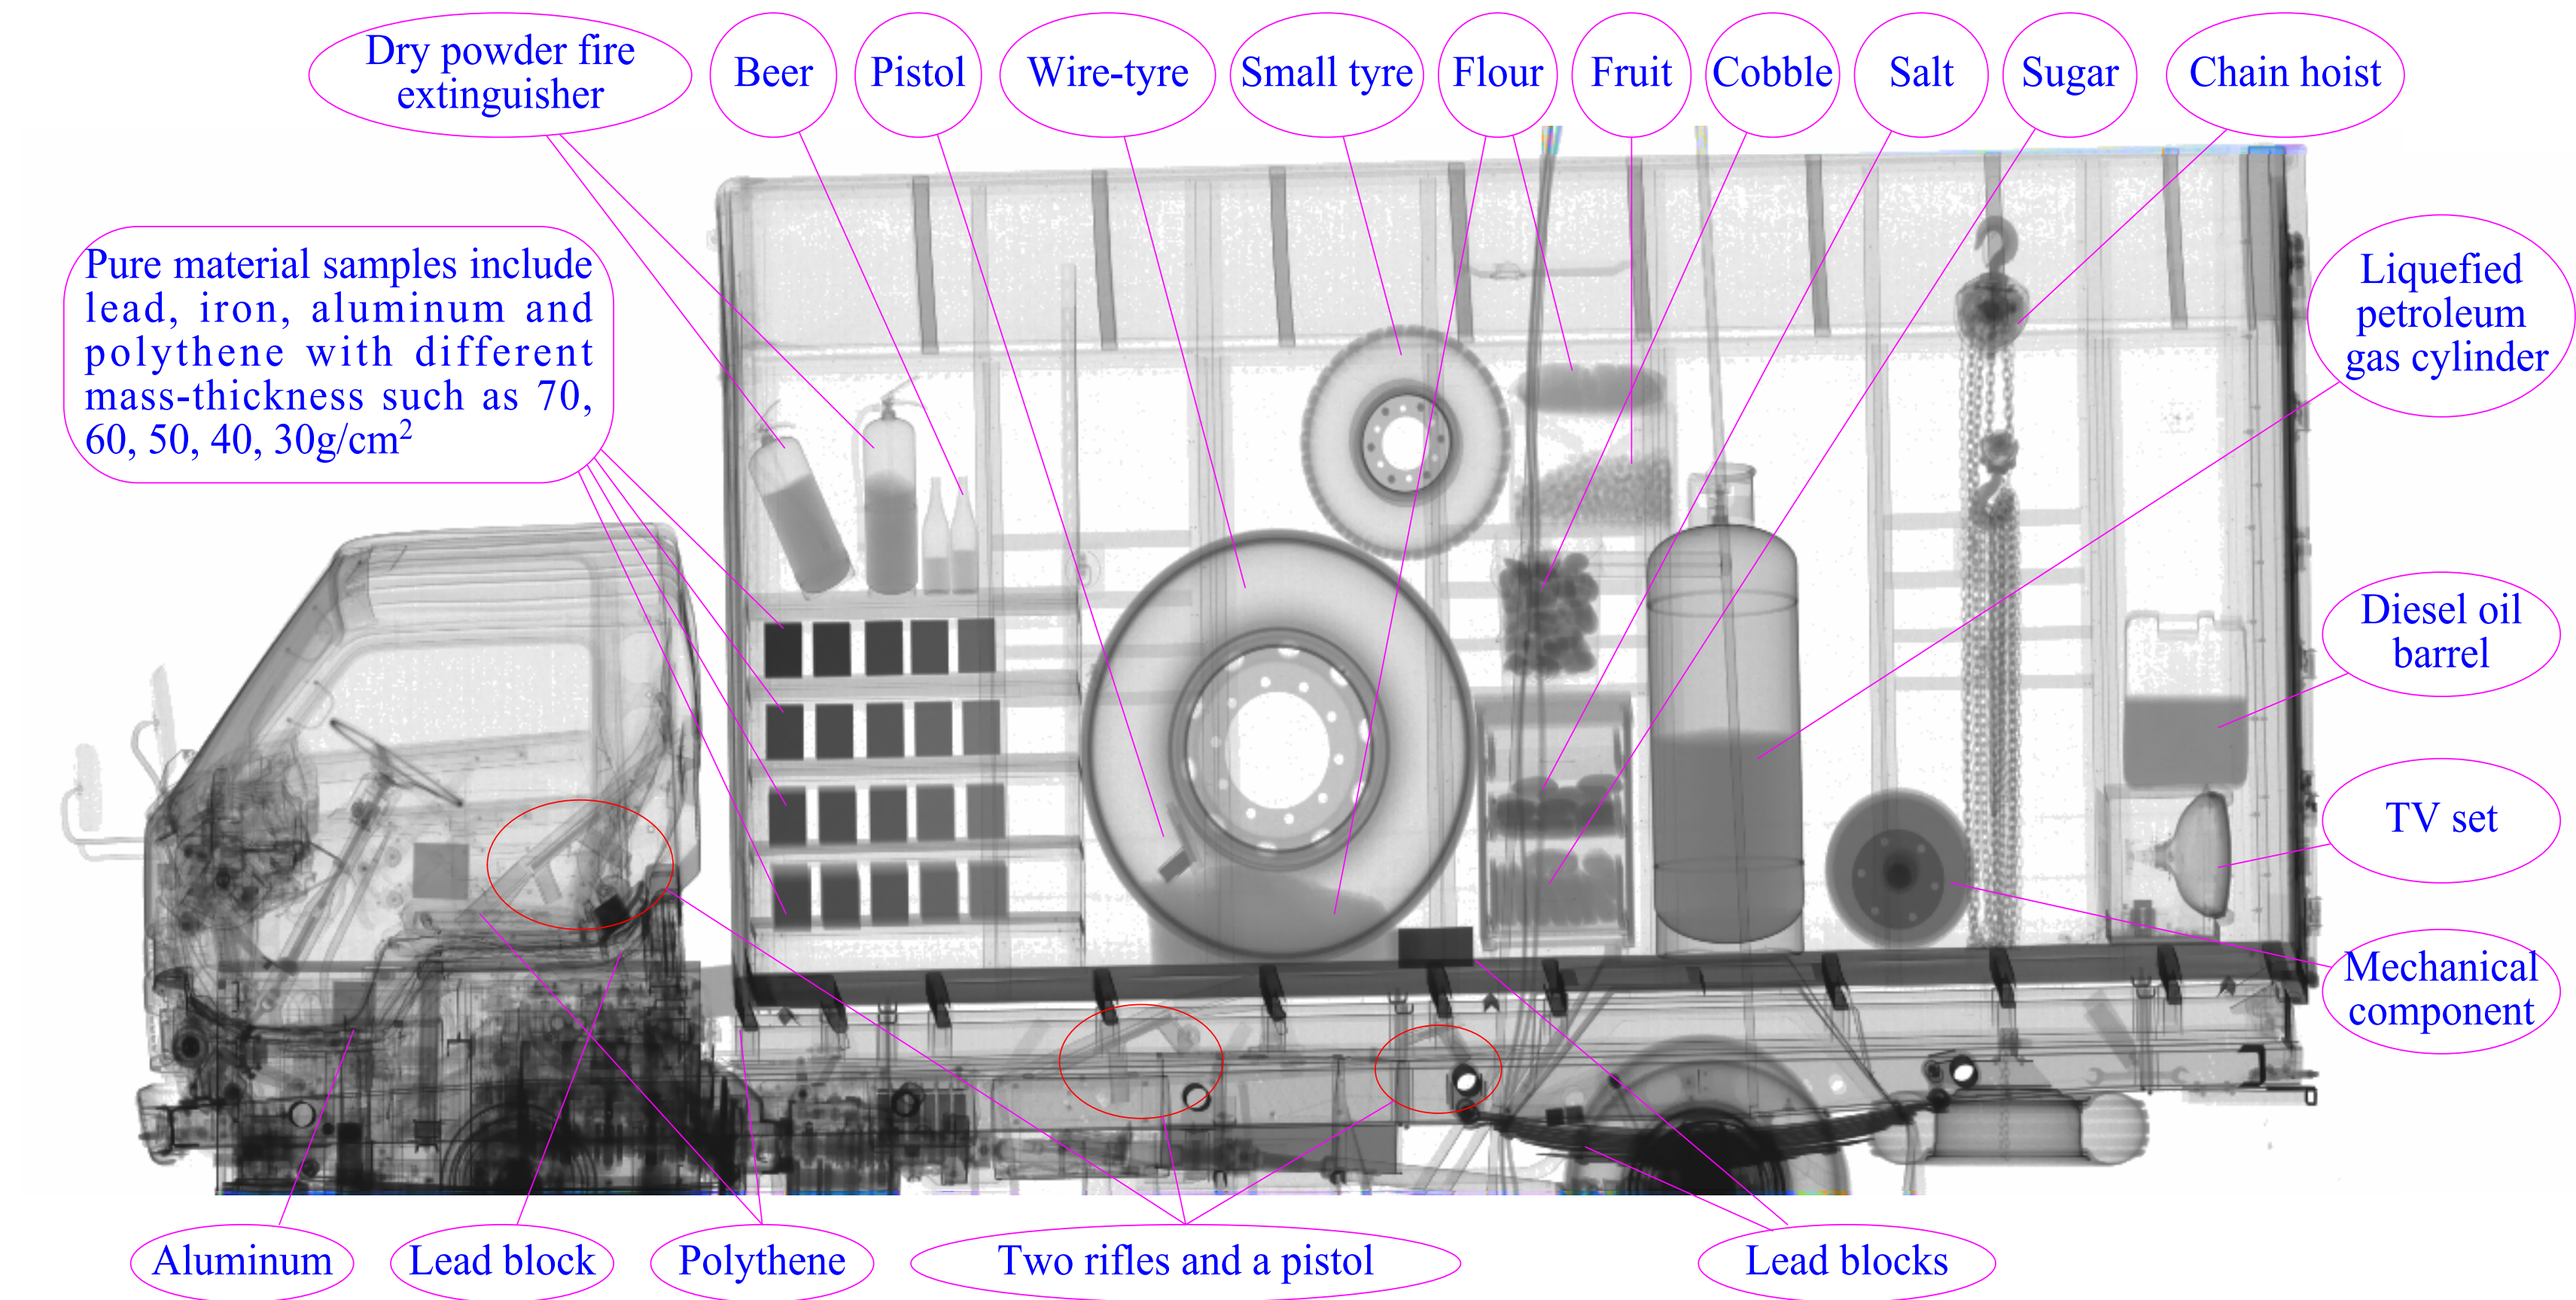 Dry powder fire
extinguisher
Beer
Pistol
Wire-tyre
Small tyre
Flour
Fruit
Cobble
Salt
Sugar
Chain hoist
Pure material samples include
lead, iron, aluminum and
polythene with different
mass-thickness such as 70,
60, 50, 40, 30g/cm²
Liquefied
petroleum
gas cylinder
Diesel oil
barrel
TV set
Mechanical
component
Aluminum
Lead block
Polythene
Two rifles and a pistol
Lead blocks